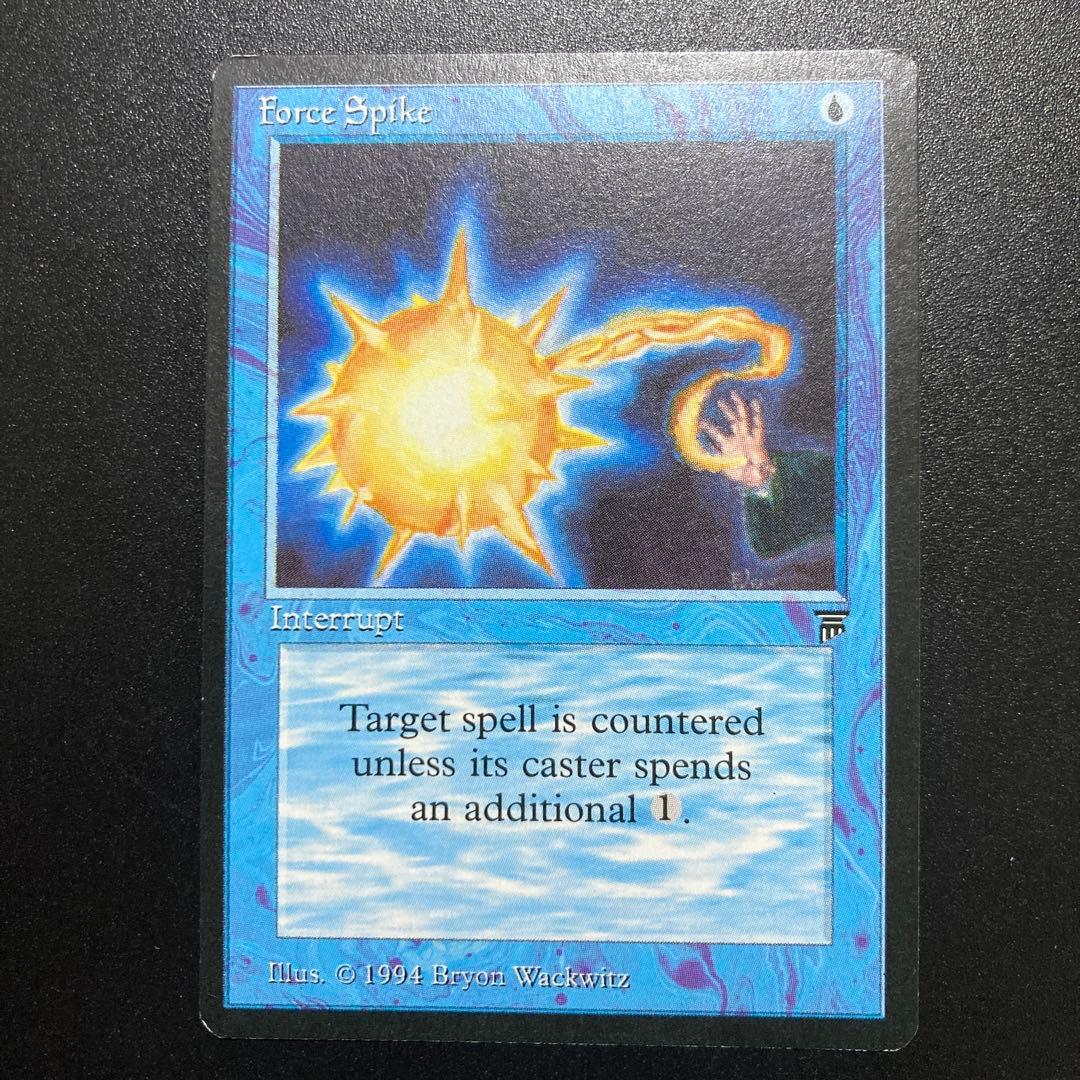 Force Spike
Interrupt
Target spell is countered
unless its caster spends
an additional 1.
Illus. © 1994 Bryon Wackwitz